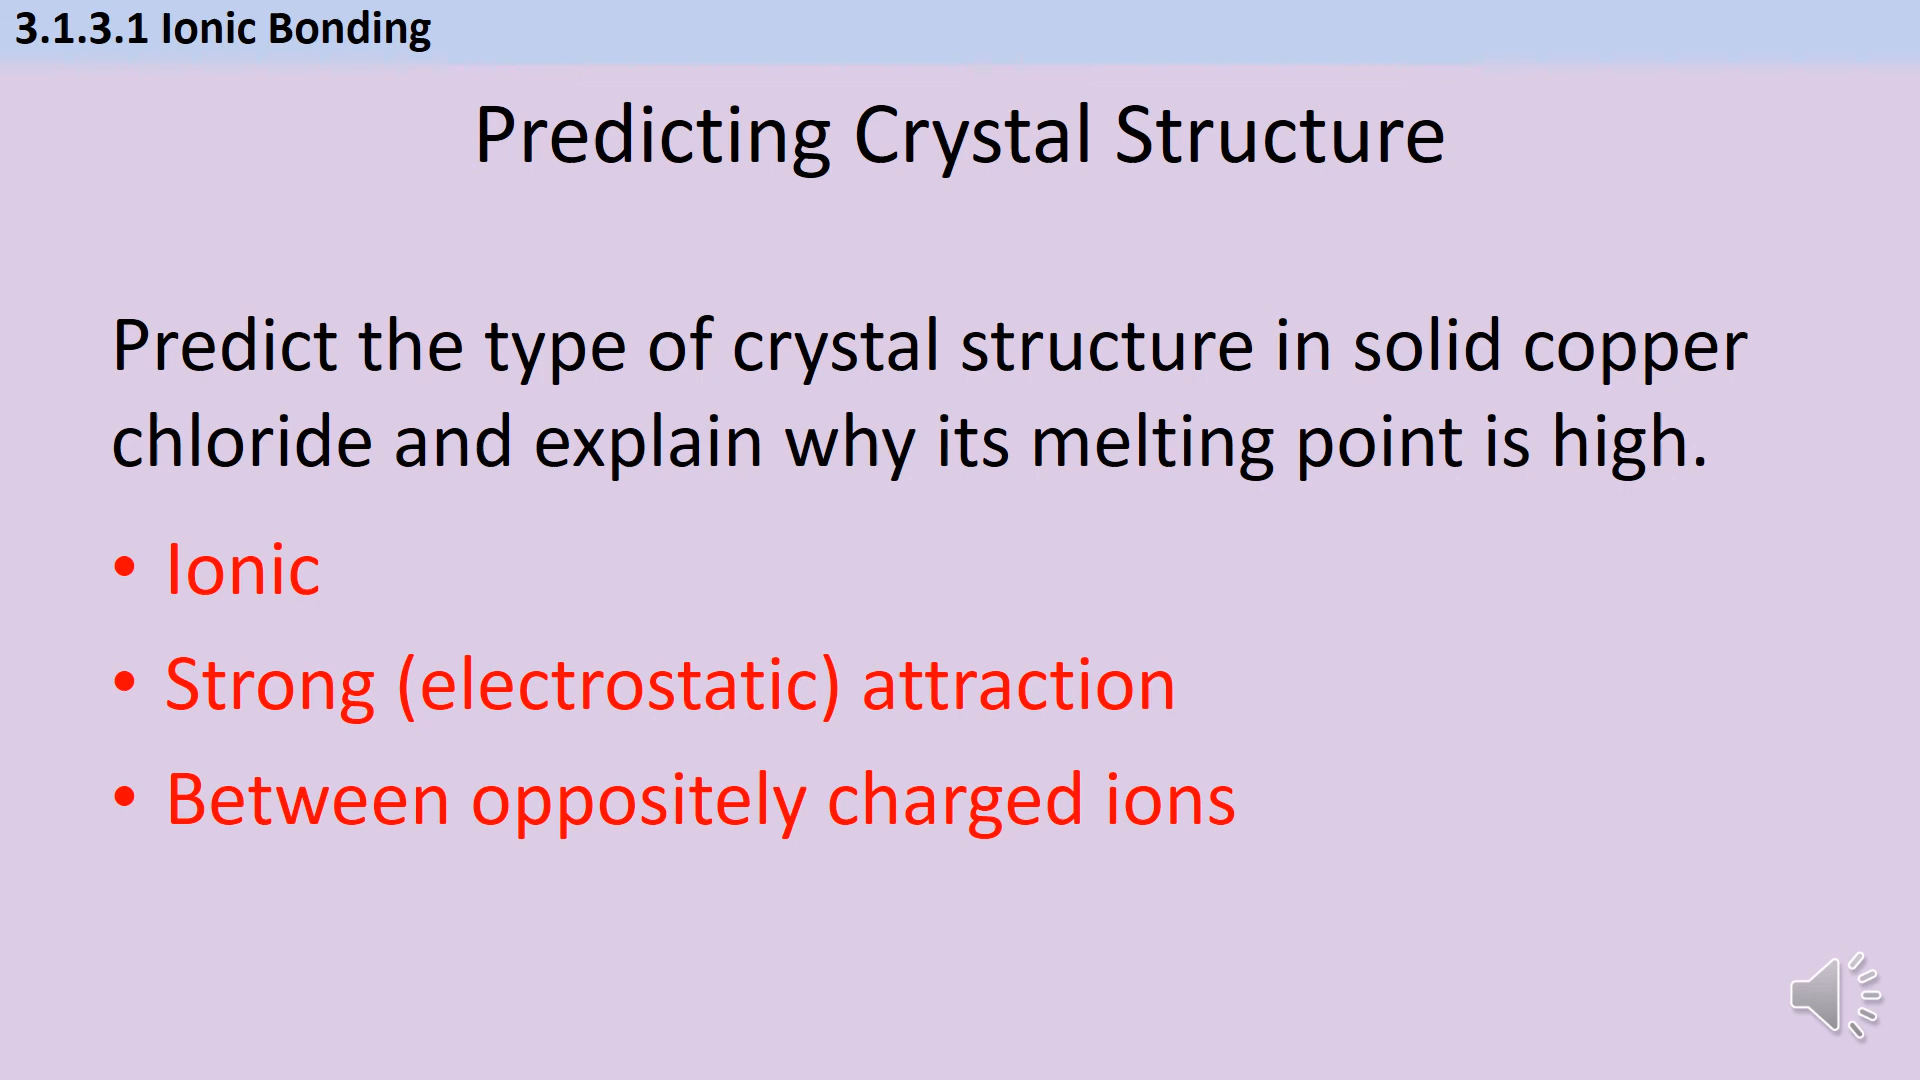 3.1.3.1 Ionic Bonding
Predicting Crystal Structure
Predict the type of crystal structure in solid copper
chloride and explain why its melting point is high.
• Ionic
• Strong (electrostatic) attraction
• Between oppositely charged ions